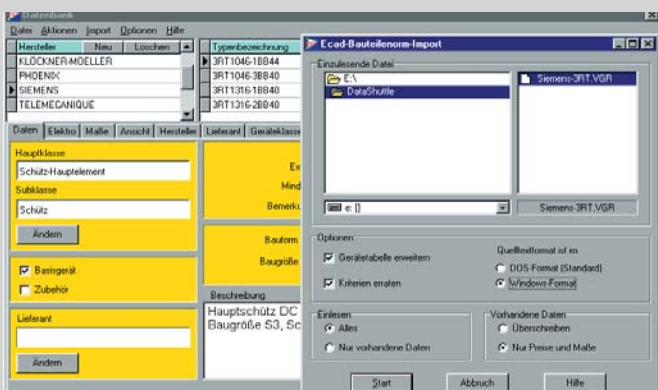 Datenbank
Datei Aktionen Import Optionen Hilfe
Hersteller Neu Löschen
KLÖCKNER-MOELLER
PHOENIX
SIEMENS
TELEMECANIQUE
Typenbezeichnung
3RT1046-1BB44
3RT1046-3BB40
3RT1316-1BB40
3RT1316-2BB40
Daten Elektro Maße Ansicht Hersteller Lieferant Geräteklasse
Hauptklasse
Schütz-Hauptelement
Subklasse
Schütz
Ändern
Basisgerät
Zubehör
Lieferant
Ändern
Ex
Mind
Bemerku
Bauform
Baugröße
Beschreibung
Hauptschütz DC
Baugröße S3, Sc
Ecad-Bauteilenorm-Import
Einzulesende Datei
E:\
DataShuttle
Siemens-3RT.VGR
e: []
Siemens-3RT.VGR
Optionen
Gerätetabelle erweitern
Kriterien erraten
Quelltextformat ist im
DOS-Format (Standard)
Windows-Format
Einlesen
Alles
Nur vorhandene Daten
Vorhandene Daten
Überschreiben
Nur Preise und Maße
Start Abbruch Hilfe